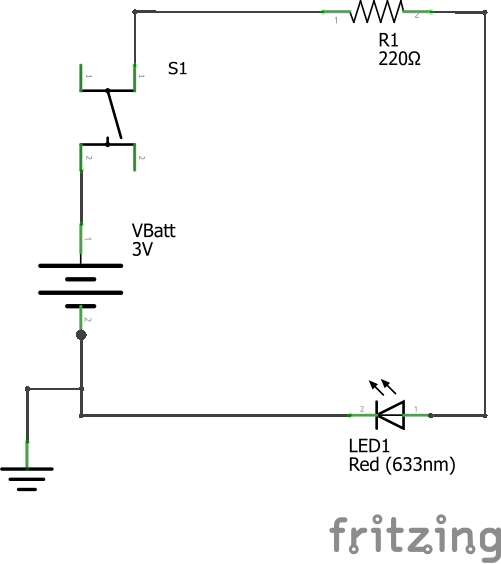 1
2
R1
220Ω
S1
1
1
2
2
VBatt
3V
1
2
2
1
LED1
Red (633nm)
fritzing